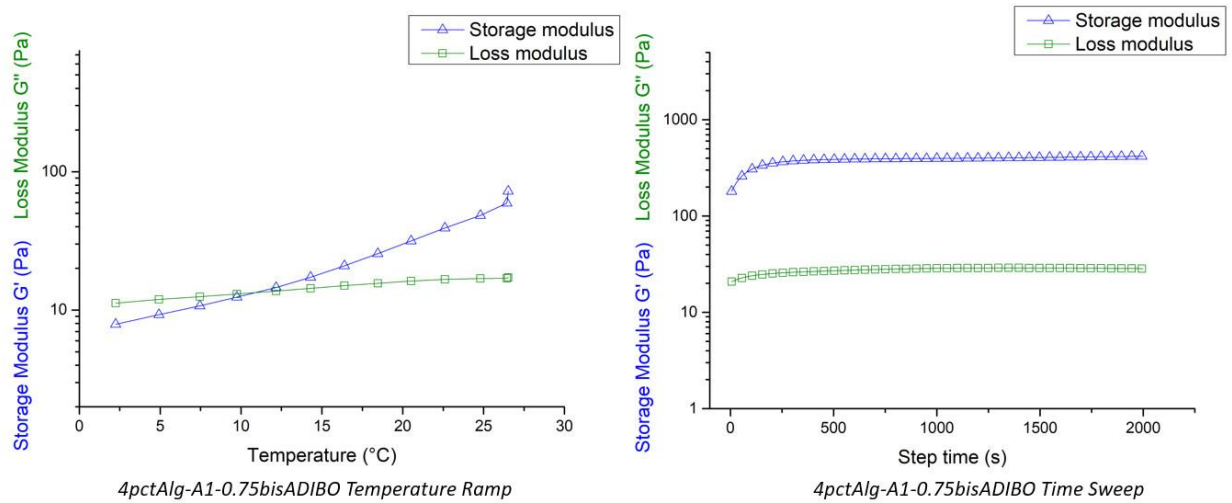 Storage modulus
Loss modulus
Storage Modulus G' (Pa) Loss Modulus G" (Pa)
100
10
0 5 10 15 20 25 30
Temperature (°C)
4pctAlg-A1-0.75bisADIBO Temperature Ramp
Storage modulus
Loss modulus
Storage Modulus G' (Pa) Loss Modulus G" (Pa)
1000
100
10
1
0 500 1000 1500 2000
Step time (s)
4pctAlg-A1-0.75bisADIBO Time Sweep